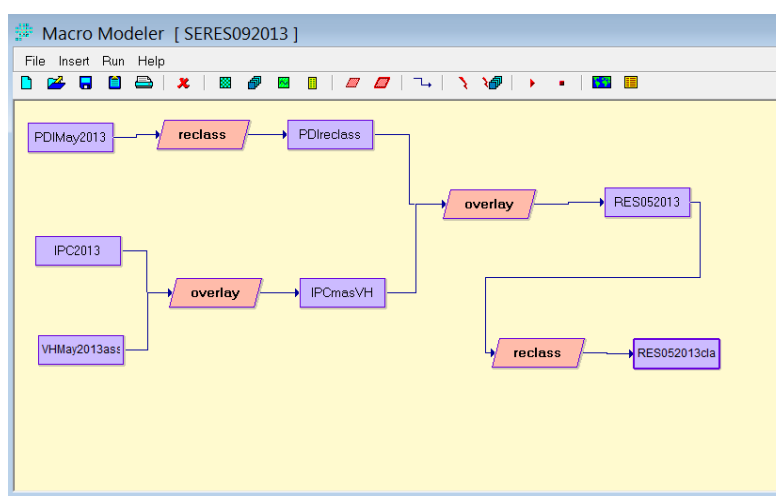 Macro Modeler [ SERES092013 ]
File Insert Run Help
PDIMay2013
reclass
PDIreclass
overlay
RES052013
IPC2013
overlay
IPCmasVH
VHMay2013ass
reclass
RES052013cla